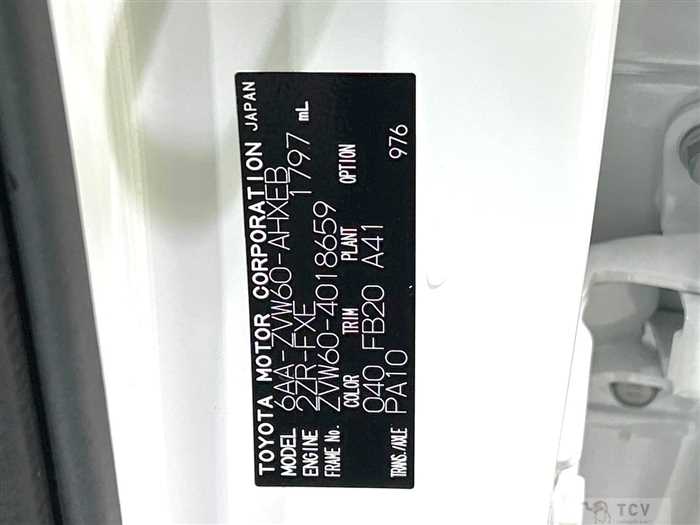 TOYOTA MOTOR CORPORATION JAPAN
MODEL 6AA-ZVW60-AHXEB
ENGINE 2ZR-FXE 1797 mL
FRAME No. ZVW60-4018659
COLOR TRIM PLANT OPTION
040 FB20 A41
TRANS./AXLE PA10 976
TCV